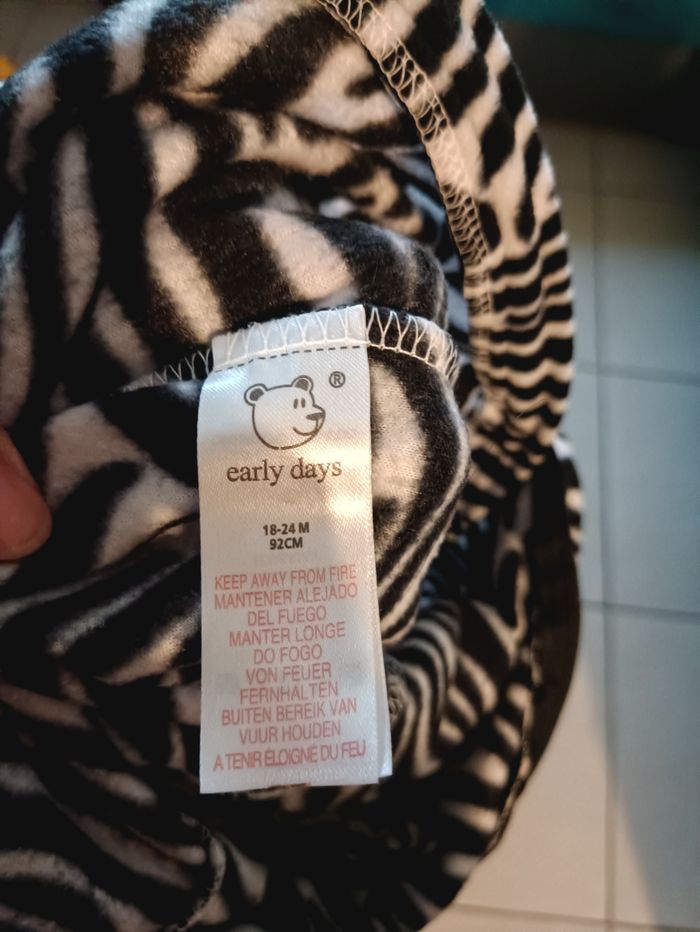 ®
early days
18-24 M
92CM
KEEP AWAY FROM FIRE
MANTENER ALEJADO
DEL FUEGO
MANTER LONGE
DO FOGO
VON FEUER
FERNHALTEN
BUITEN BEREIK VAN
VUUR HOUDEN
A TENIR ÉLOIGNE DU FEU